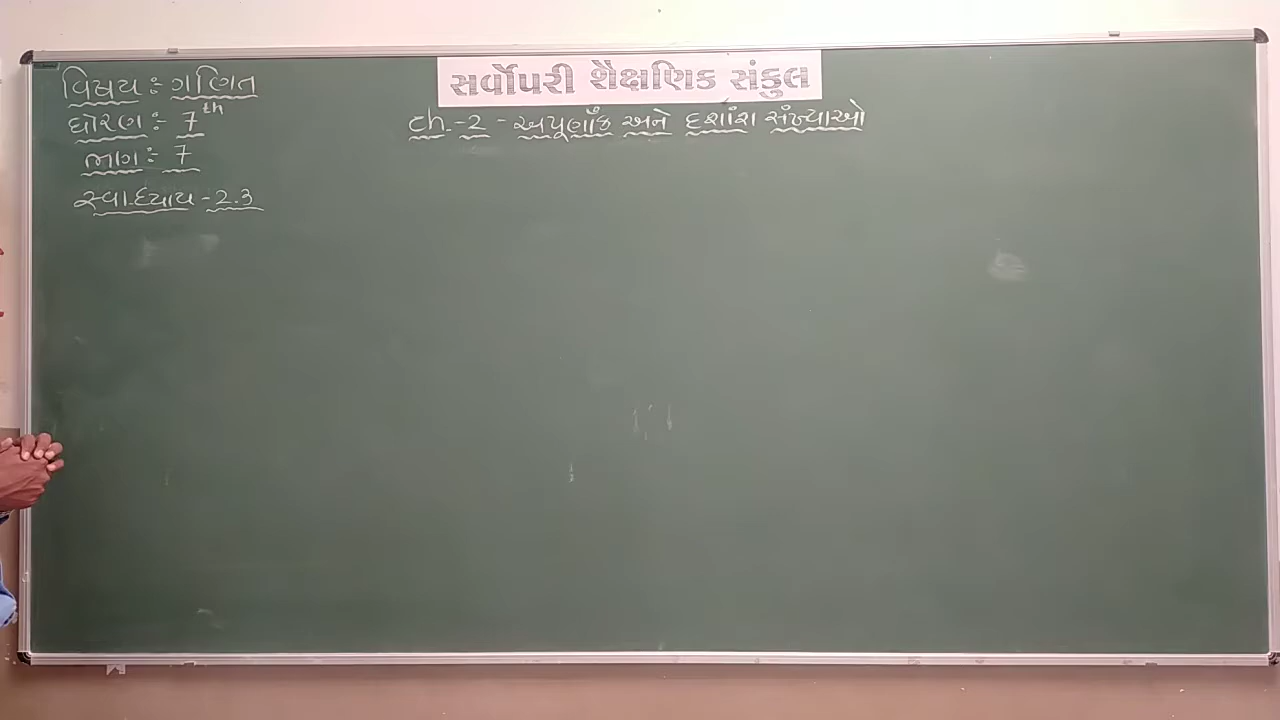 સર્વોપરી શૈક્ષણિક સંકુલ
વિષય : ગણિત
ધોરણ : 7th
ભાગ : 7
સ્વાધ્યાય - 2.3
ch.-2 - અપૂર્ણાંક અને દશાંશ સંખ્યાઓ